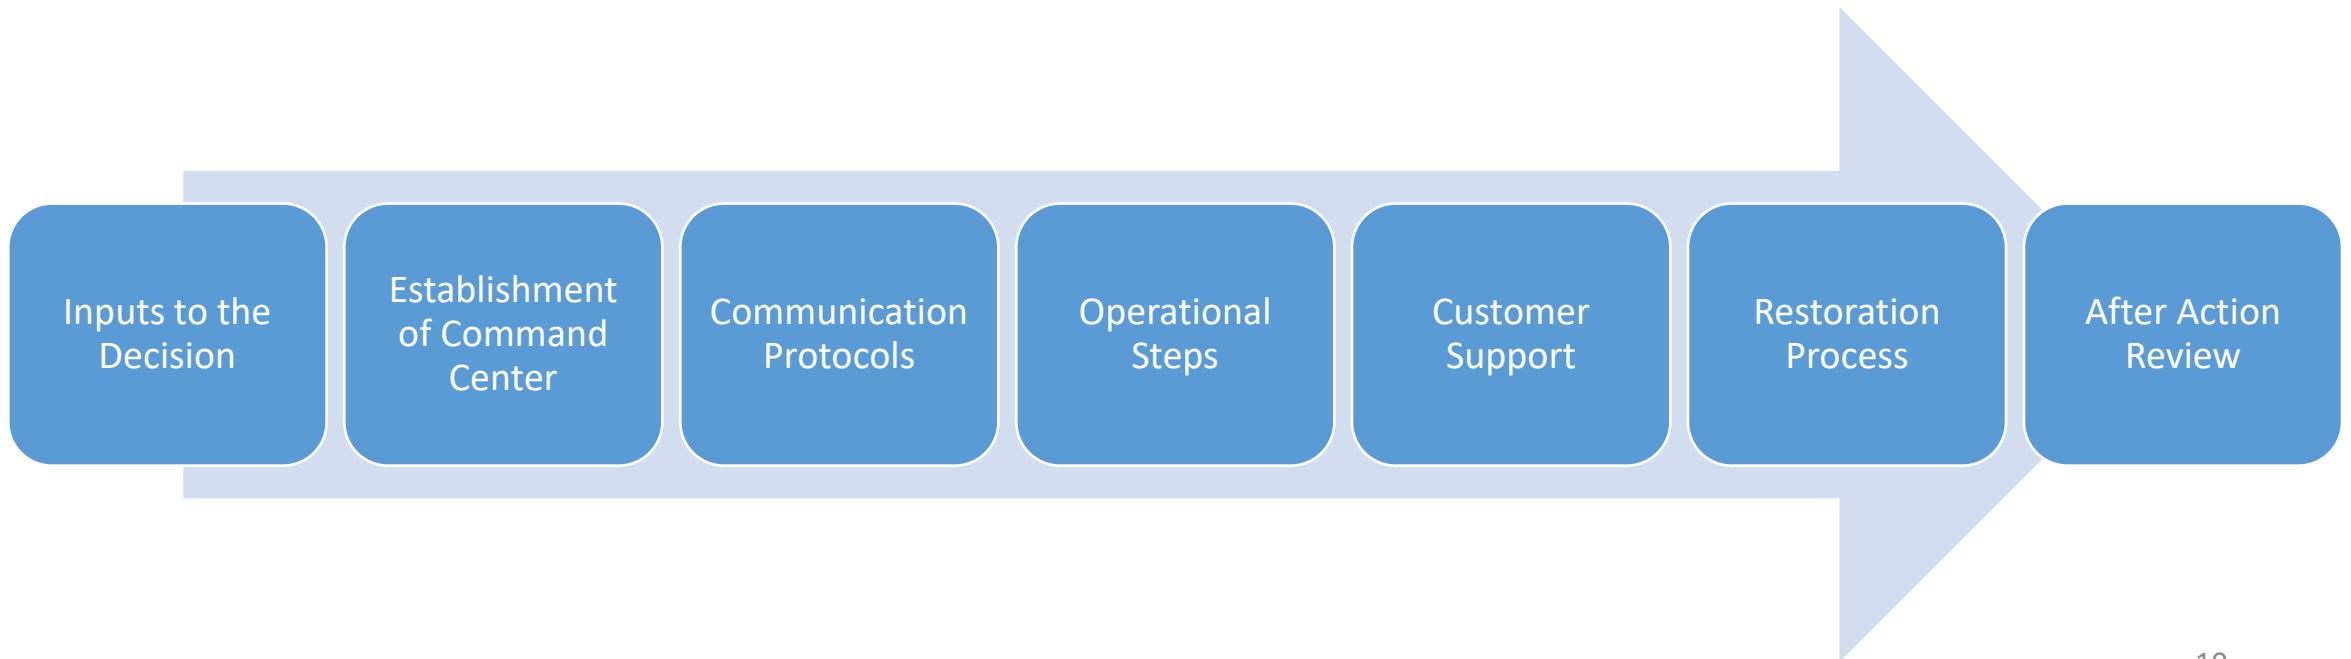 Inputs to the
Decision
Establishment
of Command
Center
Communication
Protocols
Operational
Steps
Customer
Support
Restoration
Process
After Action
Review